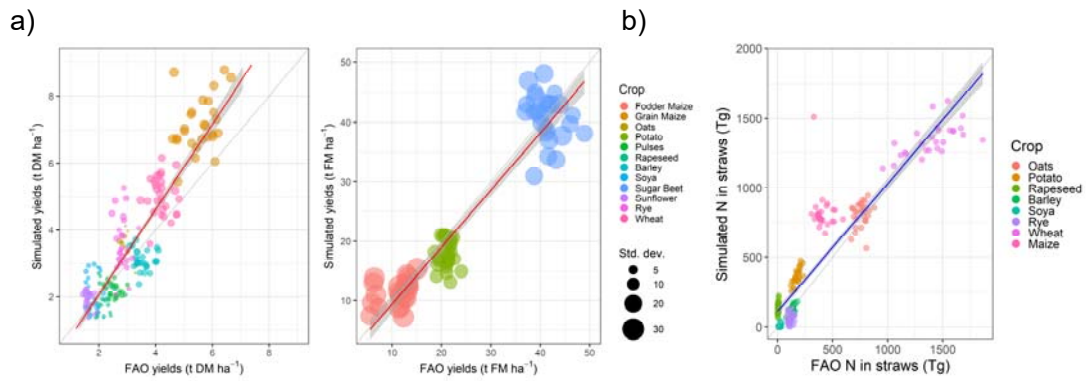 a)
b)
Simulated yields (t DM ha⁻¹)
8
6
4
2
2 4 6 8
FAO yields (t DM ha⁻¹)
Simulated yields (t FM ha⁻¹)
50
40
30
20
10
10 20 30 40 50
FAO yields (t FM ha⁻¹)
Crop
Fodder Maize
Grain Maize
Oats
Potato
Pulses
Rapeseed
Barley
Soya
Sugar Beet
Sunflower
Rye
Wheat
Std. dev.
5
10
20
30
Simulated N in straws (Tg)
2000
1500
1000
500
0
0 500 1000 1500 2000
FAO N in straws (Tg)
Crop
Oats
Potato
Rapeseed
Barley
Soya
Rye
Wheat
Maize